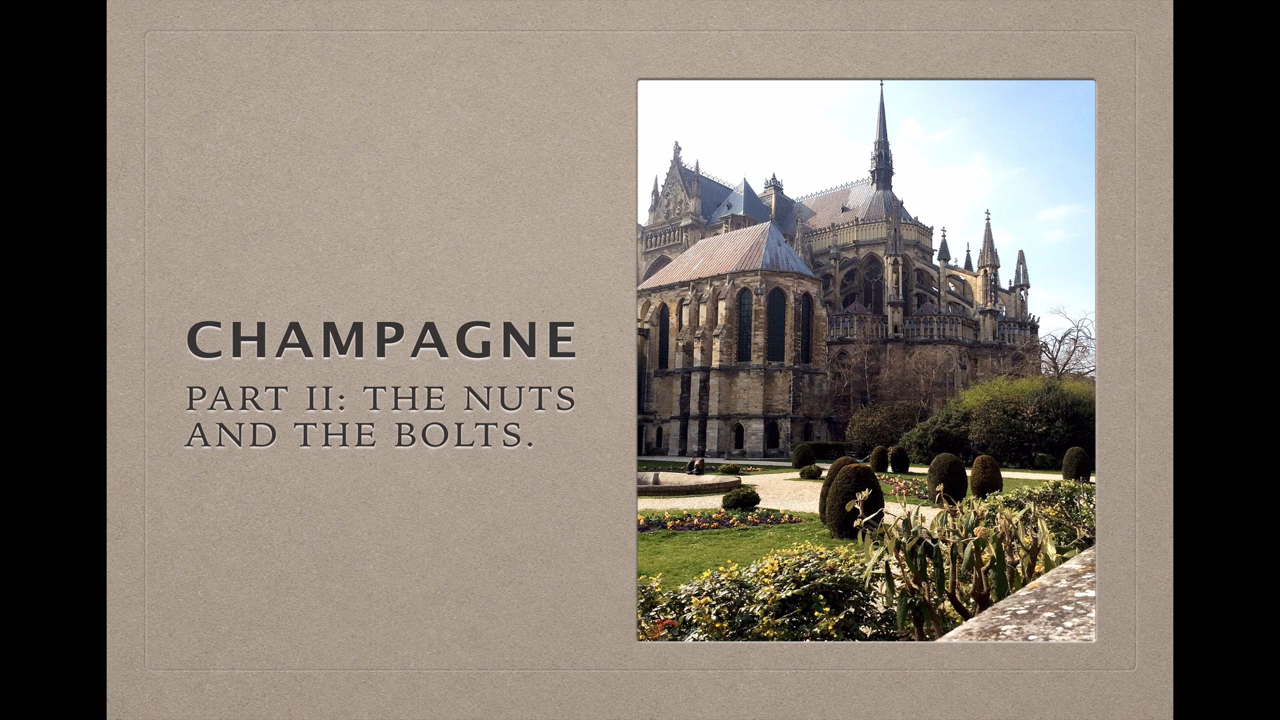 CHAMPAGNE
PART II: THE NUTS
AND THE BOLTS.